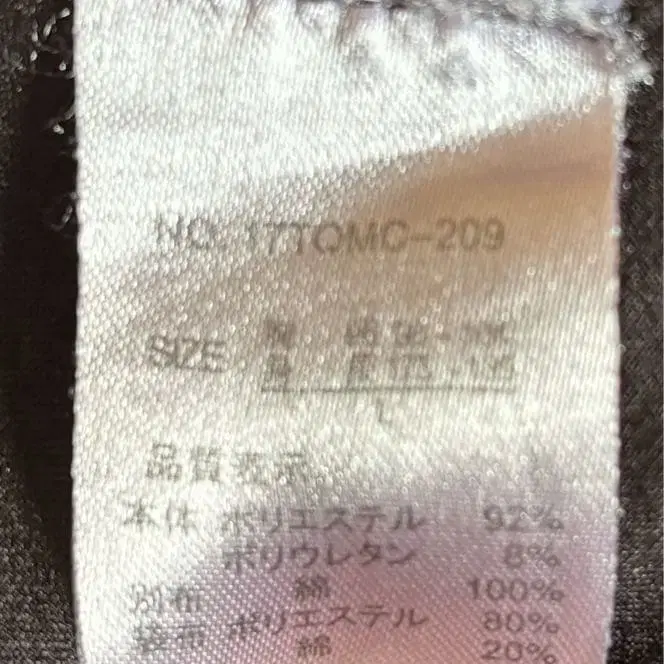 NO. 17TQMC-209
SIZE
L
品質表示
本体 ポリエステル 92%
ポリウレタン 8%
別布 綿 100%
袋布 ポリエステル 80%
綿 20%